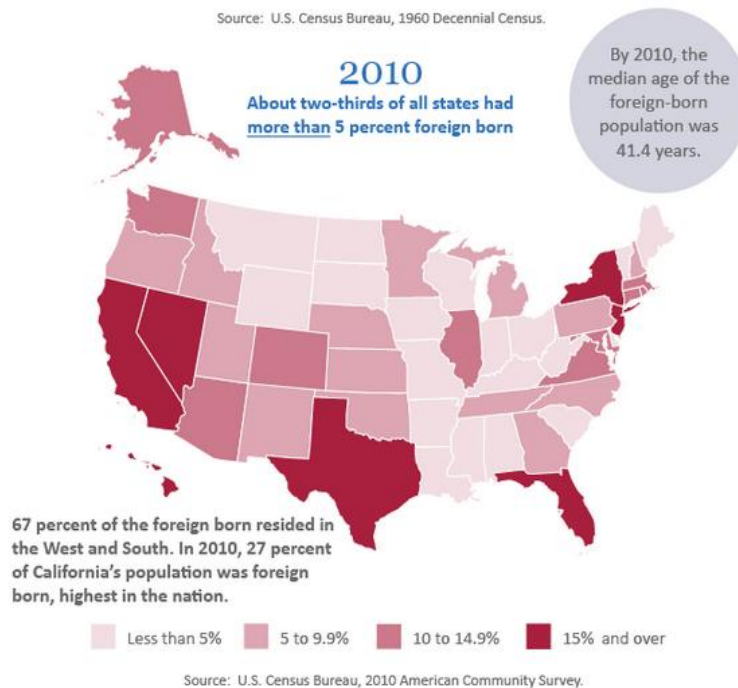 Source: U.S. Census Bureau, 1960 Decennial Census.
2010
About two-thirds of all states had
more than 5 percent foreign born
By 2010, the
median age of the
foreign-born
population was
41.4 years.
67 percent of the foreign born resided in
the West and South. In 2010, 27 percent
of California's population was foreign
born, highest in the nation.
Less than 5%
5 to 9.9%
10 to 14.9%
15% and over
Source: U.S. Census Bureau, 2010 American Community Survey.